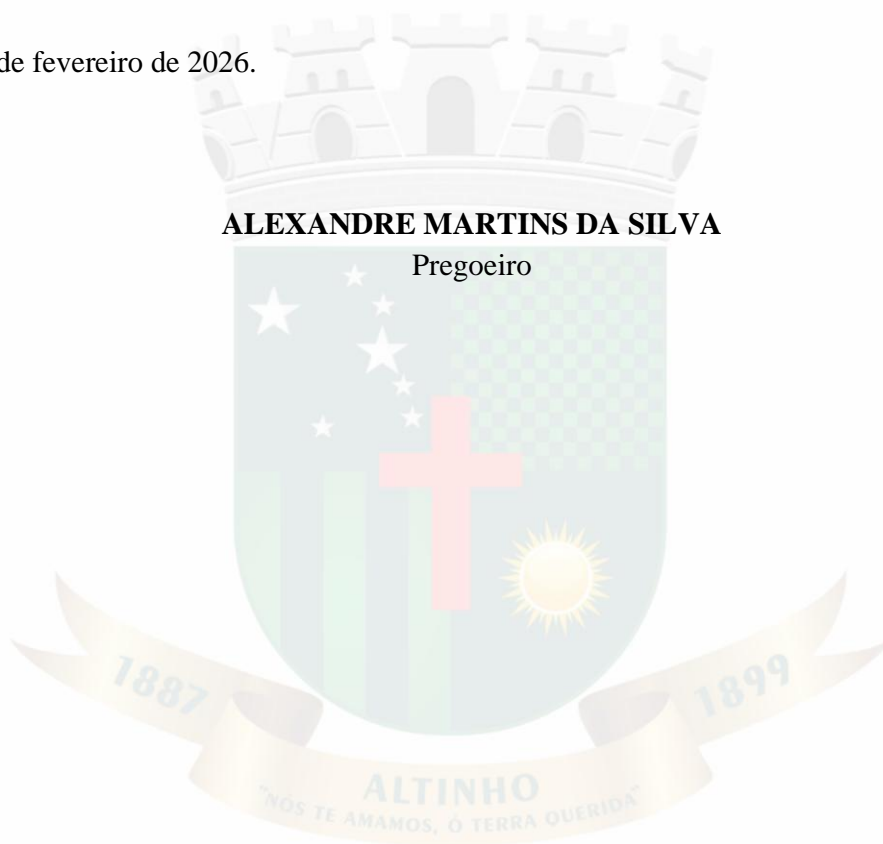 de fevereiro de 2026.
ALEXANDRE MARTINS DA SILVA
Pregoeiro
1887
1899
ALTINHO
"NÓS TE AMAMOS, Ó TERRA QUERIDA"